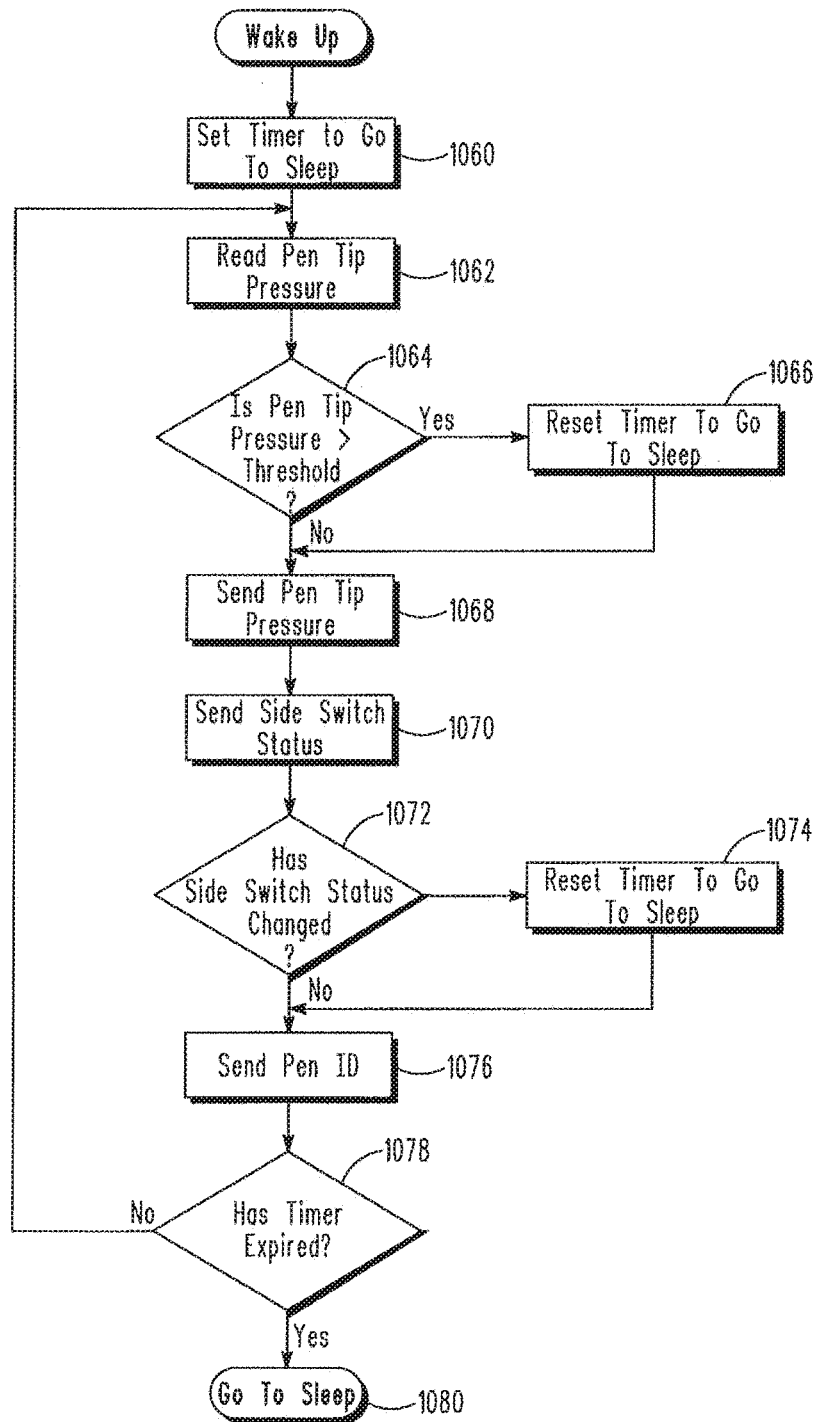 Wake Up
Set Timer to Go
To Sleep
1060
Read Pen Tip
Pressure
1062
1064
Is Pen Tip
Pressure >
Threshold
?
Yes
1066
Reset Timer To Go
To Sleep
No
Send Pen Tip
Pressure
1068
Send Side Switch
Status
1070
1072
Has
Side Switch Status
Changed
?
1074
Reset Timer To Go
To Sleep
No
Send Pen ID
1076
1078
No
Has Timer
Expired?
Yes
Go To Sleep
1080